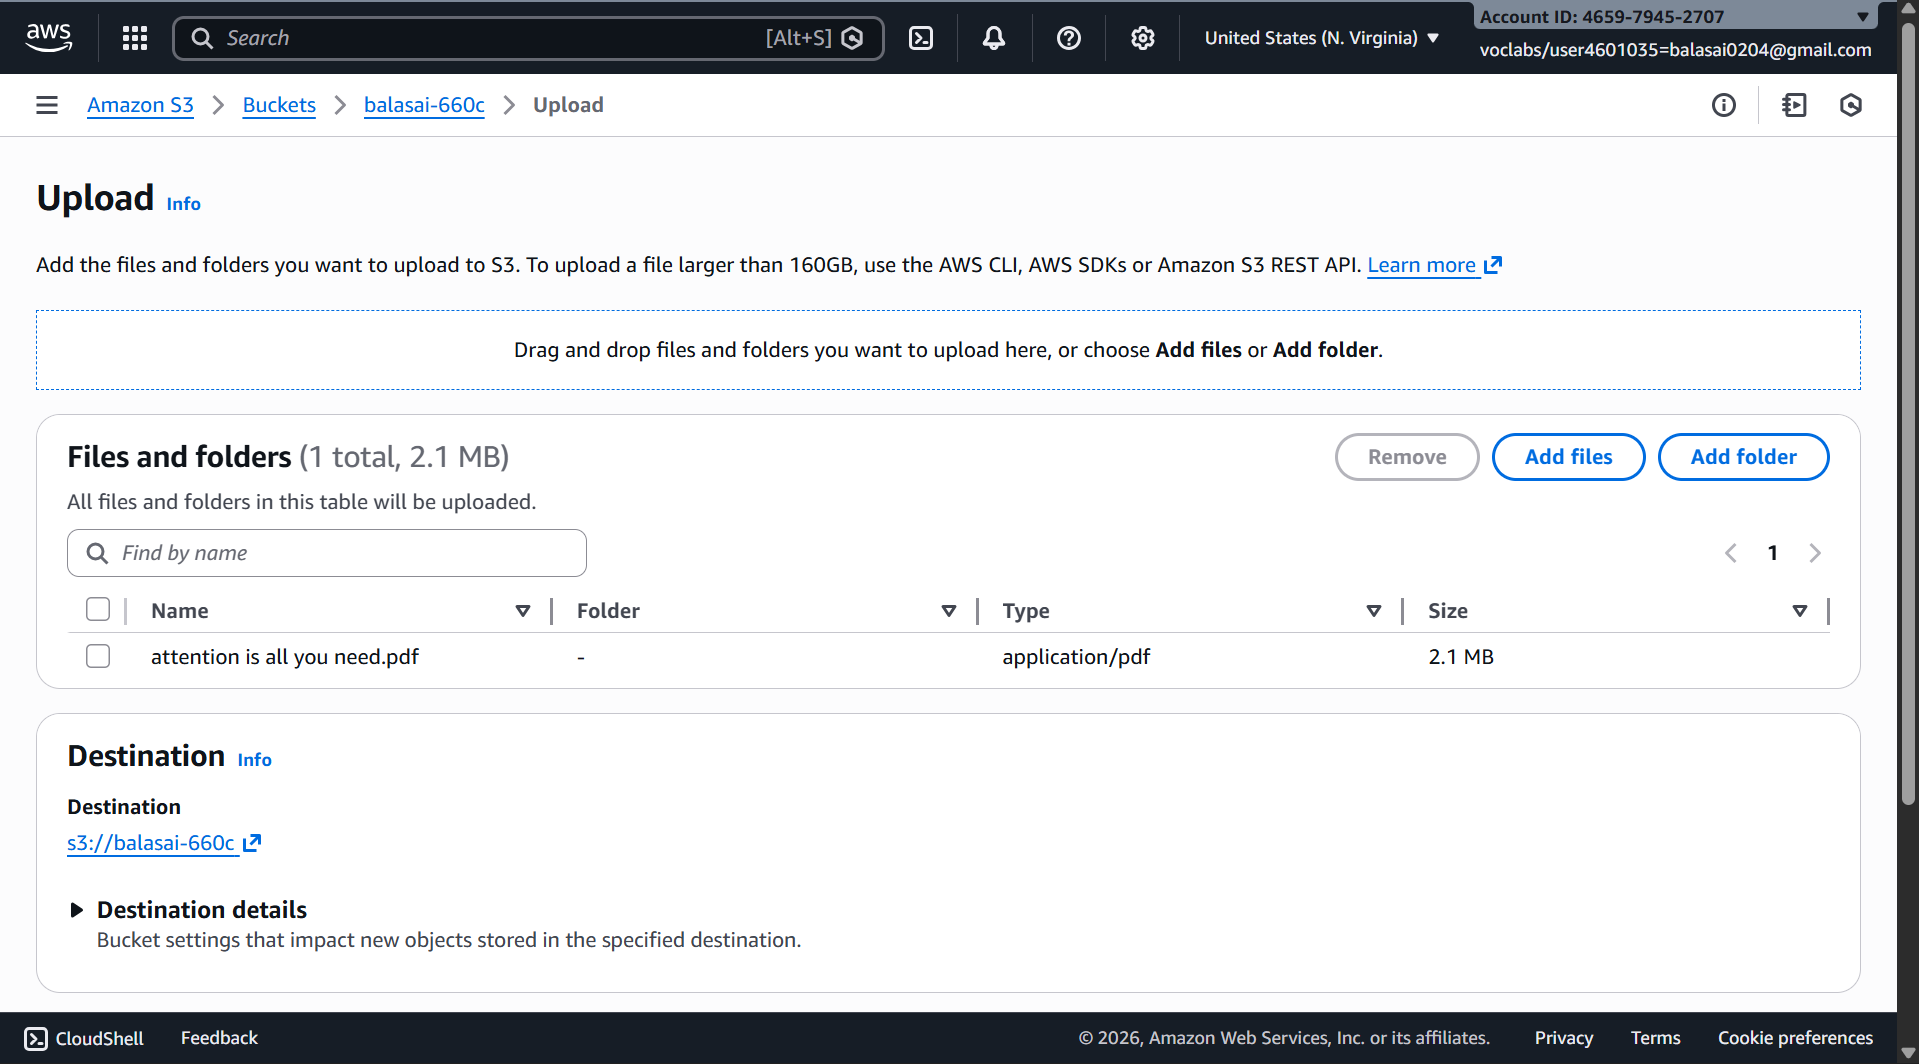 aws
Search [Alt+S]
United States (N. Virginia)
Account ID: 4659-7945-2707
voclabs/user4601035=balasai0204@gmail.com
Amazon S3 > Buckets > balasai-660c > Upload
Upload Info
Add the files and folders you want to upload to S3. To upload a file larger than 160GB, use the AWS CLI, AWS SDKs or Amazon S3 REST API. Learn more
Drag and drop files and folders you want to upload here, or choose Add files or Add folder.
Files and folders (1 total, 2.1 MB)
Remove
Add files
Add folder
All files and folders in this table will be uploaded.
Find by name
1
Name Folder Type Size
attention is all you need.pdf - application/pdf 2.1 MB
Destination Info
Destination
s3://balasai-660c
Destination details
Bucket settings that impact new objects stored in the specified destination.
CloudShell Feedback © 2026, Amazon Web Services, Inc. or its affiliates. Privacy Terms Cookie preferences